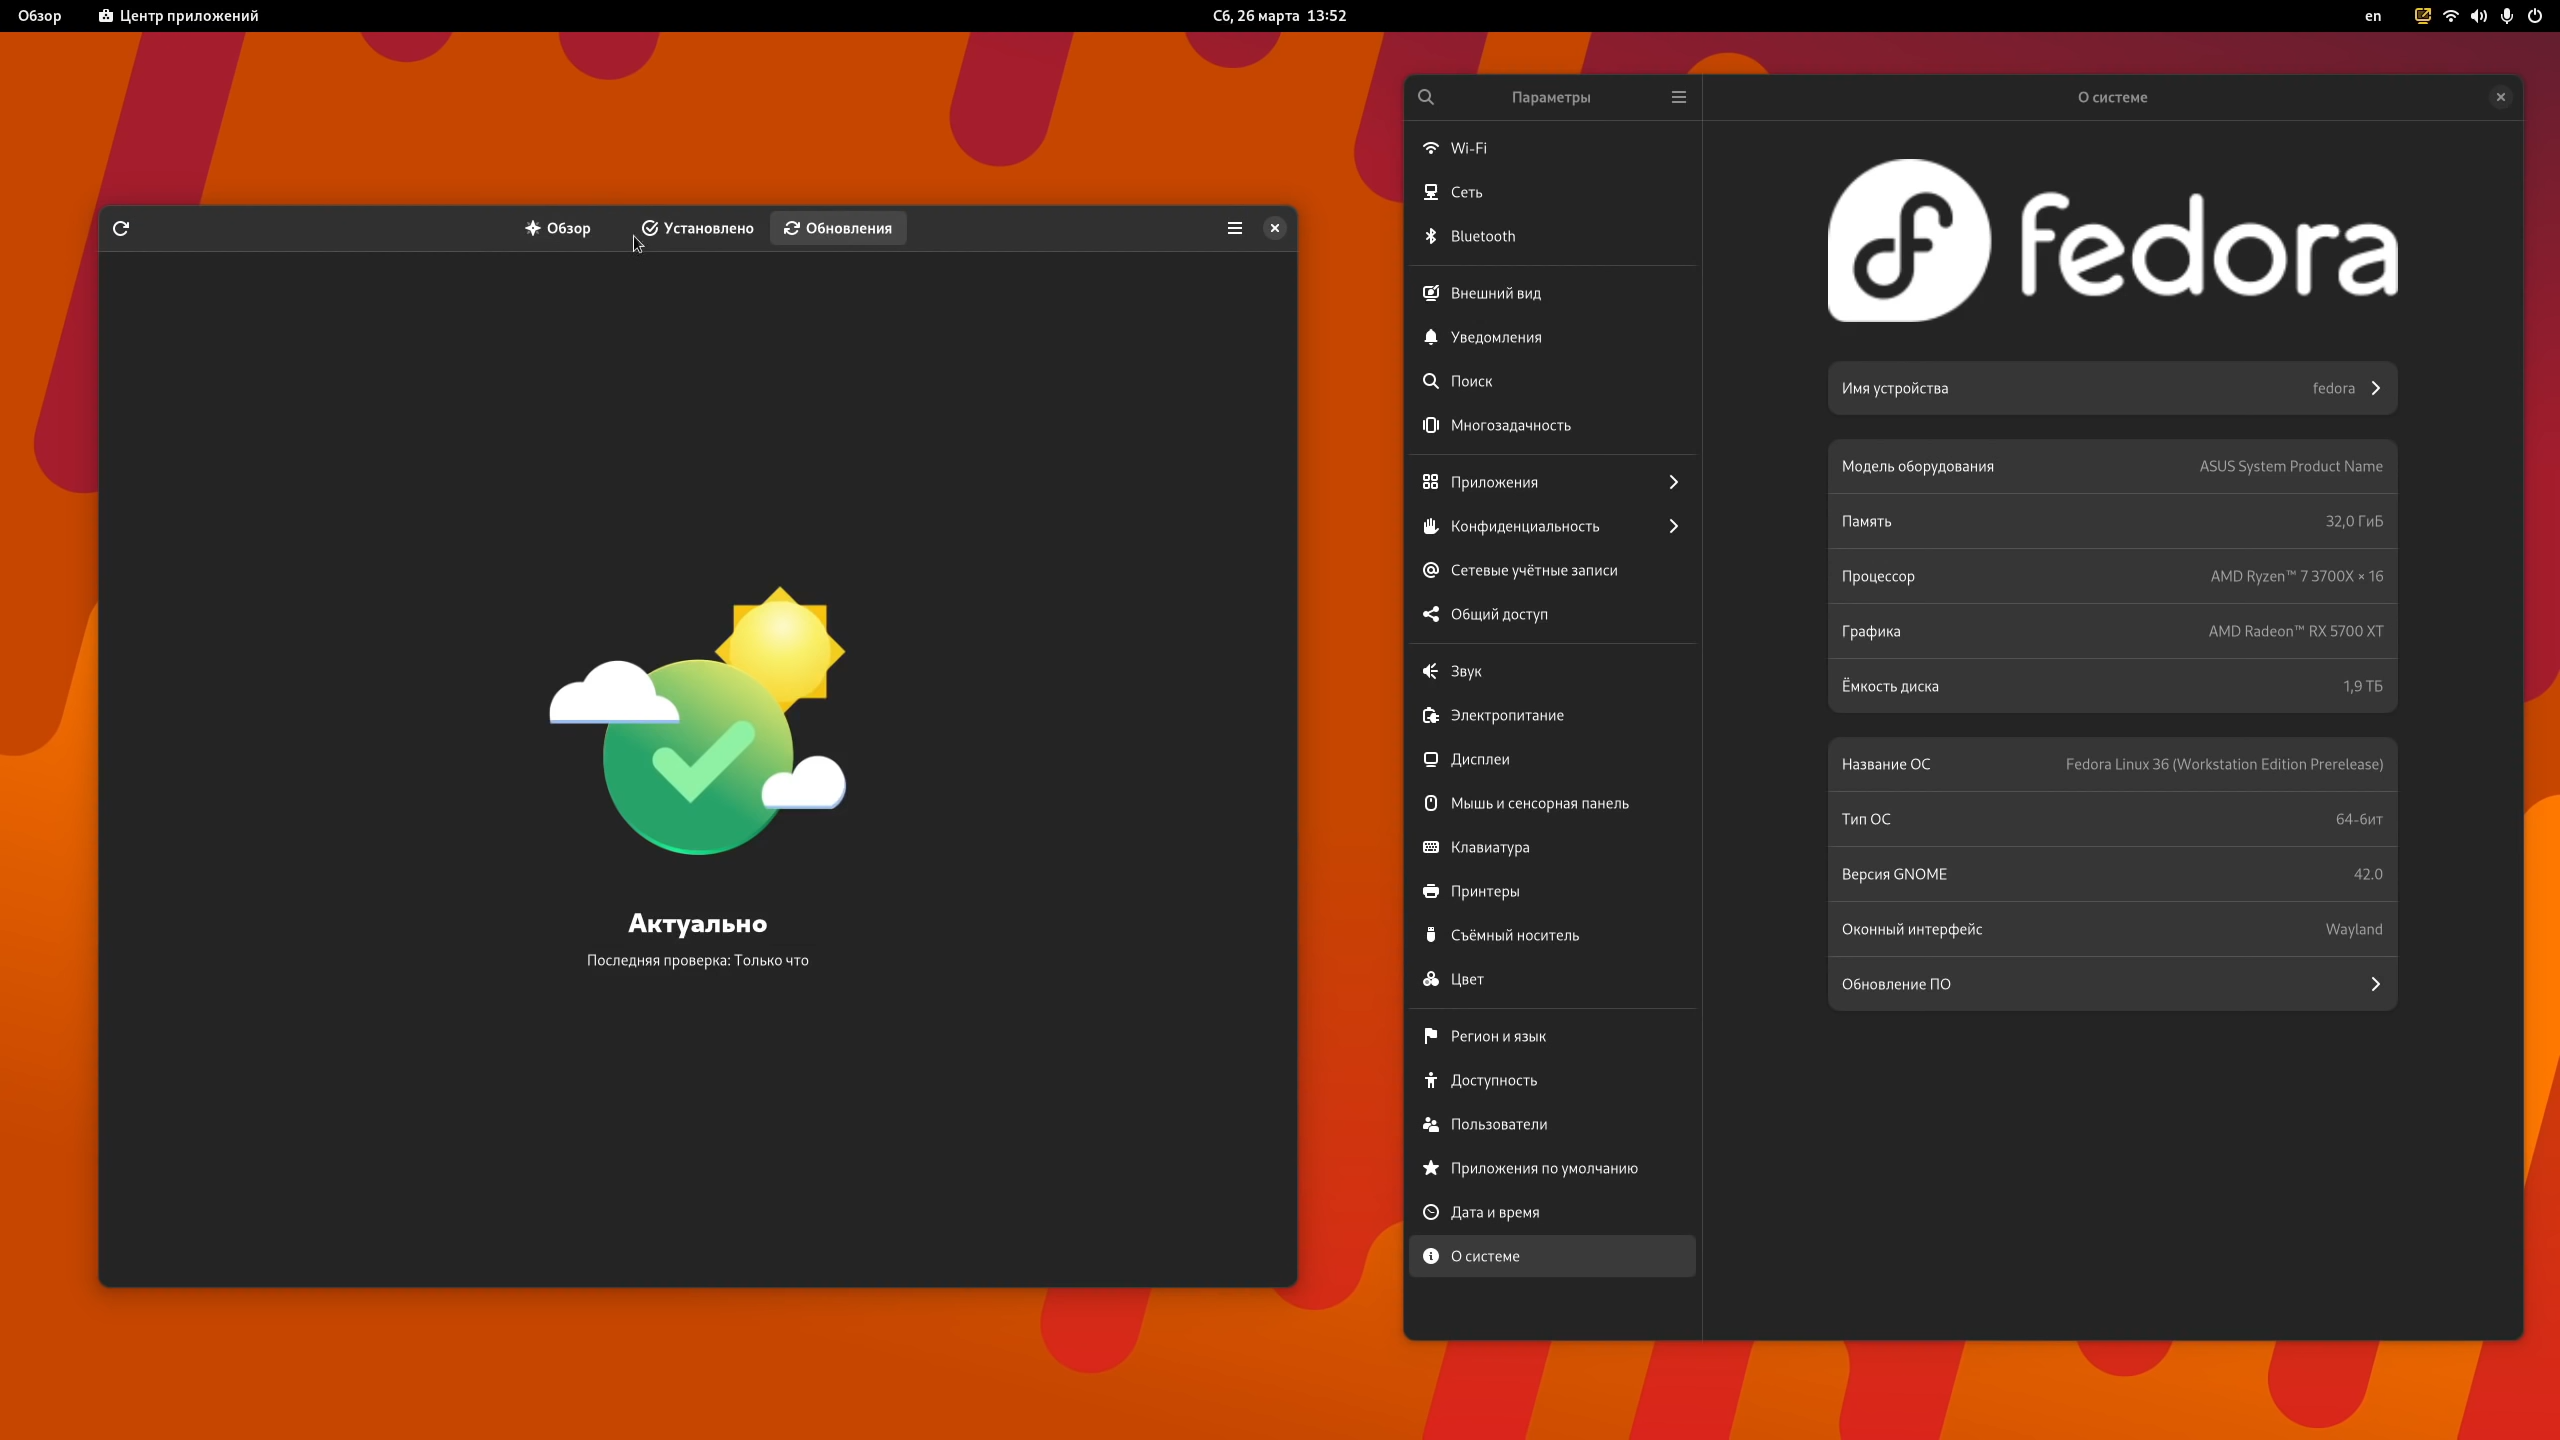 Обзор
Центр приложений
Сб, 26 марта 13:52
en
Обзор
Установлено
Обновления
Актуально
Последняя проверка: Только что
Параметры
Wi-Fi
Сеть
Bluetooth
Внешний вид
Уведомления
Поиск
Многозадачность
Приложения
Конфиденциальность
Сетевые учётные записи
Общий доступ
Звук
Электропитание
Дисплеи
Мышь и сенсорная панель
Клавиатура
Принтеры
Съёмный носитель
Цвет
Регион и язык
Доступность
Пользователи
Приложения по умолчанию
Дата и время
О системе
О системе
fedora
Имя устройства fedora
Модель оборудования ASUS System Product Name
Память 32,0 ГиБ
Процессор AMD Ryzen™ 7 3700X × 16
Графика AMD Radeon™ RX 5700 XT
Ёмкость диска 1,9 ТБ
Название ОС Fedora Linux 36 (Workstation Edition Prerelease)
Тип ОС 64-бит
Версия GNOME 42.0
Оконный интерфейс Wayland
Обновление ПО